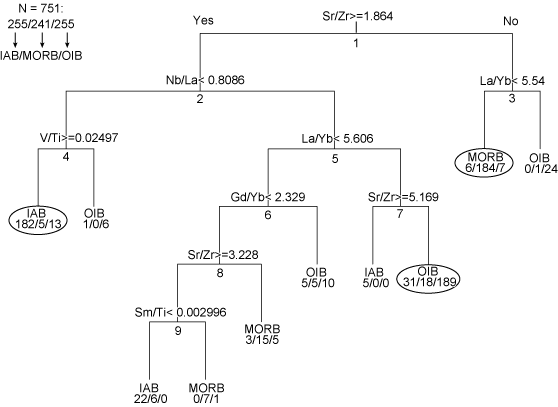 N = 751:
255/241/255
IAB/MORB/OIB
Yes
Sr/Zr>=1.864
No
1
Nb/La< 0.8086
2
La/Yb< 5.54
3
V/Ti>=0.02497
4
La/Yb< 5.606
5
MORB
6/184/7
OIB
0/1/24
IAB
182/5/13
OIB
1/0/6
Gd/Yb< 2.329
6
Sr/Zr>=5.169
7
Sr/Zr>=3.228
8
OIB
5/5/10
IAB
5/0/0
OIB
31/18/189
Sm/Ti< 0.002996
9
MORB
3/15/5
IAB
22/6/0
MORB
0/7/1